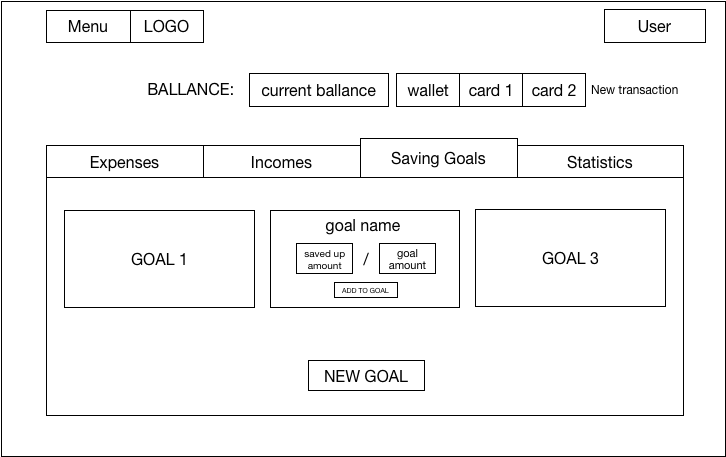 Menu LOGO User
BALLANCE: current ballance wallet card 1 card 2 New transaction
Expenses Incomes Saving Goals Statistics
GOAL 1
goal name
saved up
amount
/
goal
amount
ADD TO GOAL
GOAL 3
NEW GOAL